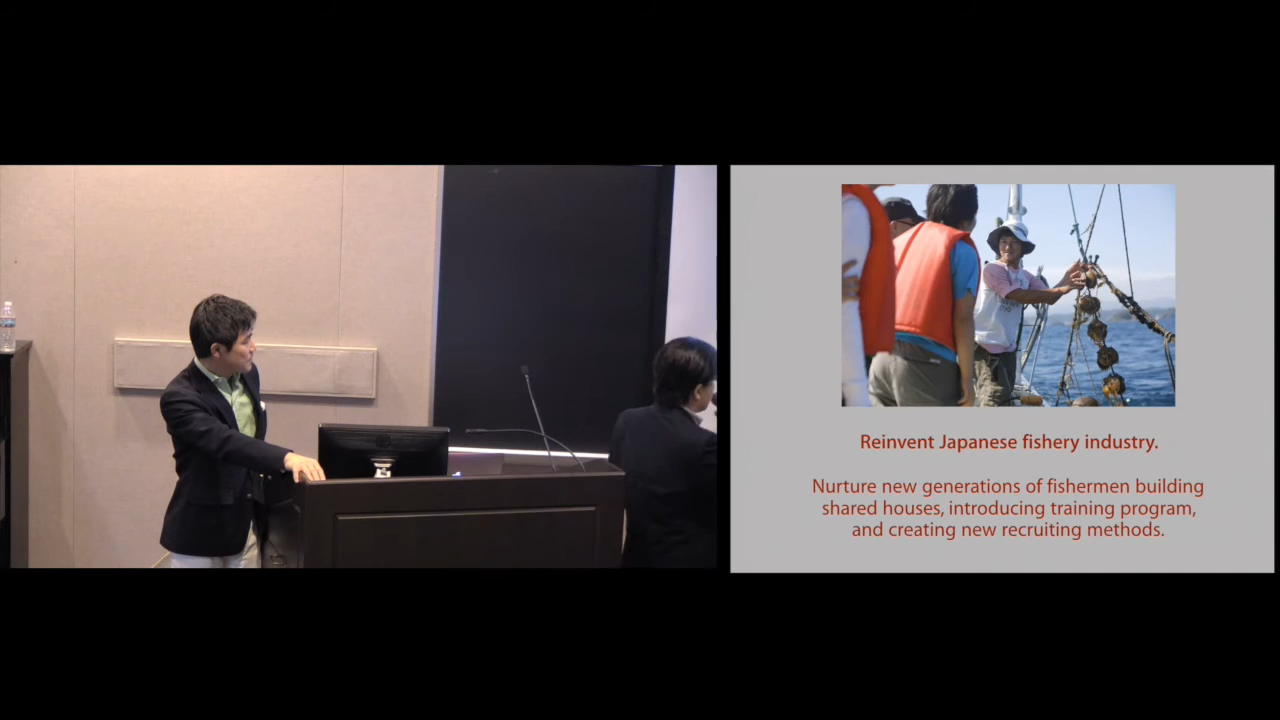 Reinvent Japanese fishery industry.
Nurture new generations of fishermen building
shared houses, introducing training program,
and creating new recruiting methods.